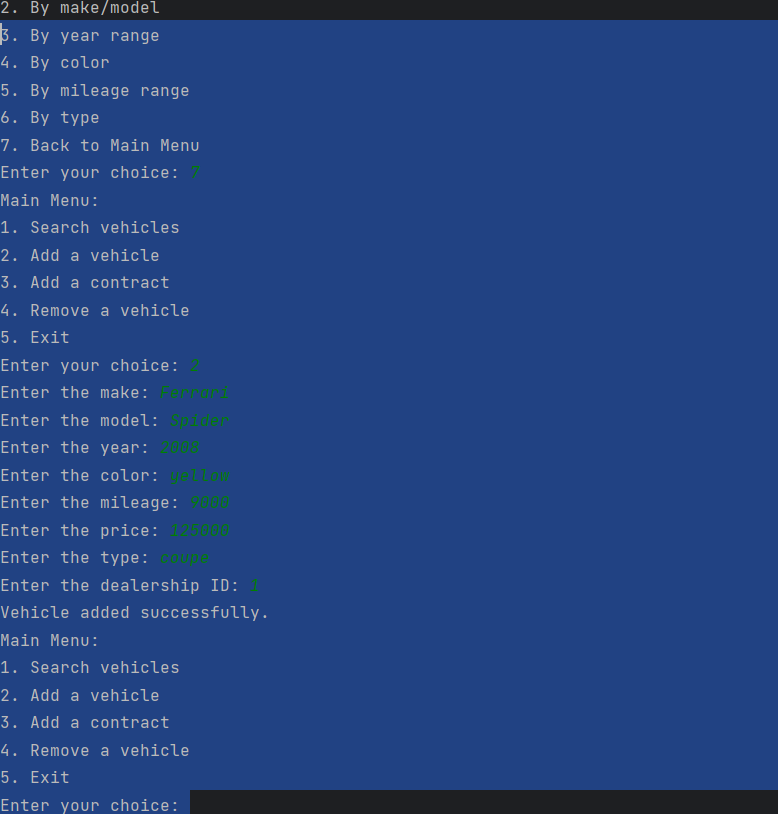 2. By make/model
3. By year range
4. By color
5. By mileage range
6. By type
7. Back to Main Menu
Enter your choice: 7
Main Menu:
1. Search vehicles
2. Add a vehicle
3. Add a contract
4. Remove a vehicle
5. Exit
Enter your choice: 2
Enter the make: Ferrari
Enter the model: Spider
Enter the year: 2008
Enter the color: yellow
Enter the mileage: 9000
Enter the price: 125000
Enter the type: coupe
Enter the dealership ID: 1
Vehicle added successfully.
Main Menu:
1. Search vehicles
2. Add a vehicle
3. Add a contract
4. Remove a vehicle
5. Exit
Enter your choice: